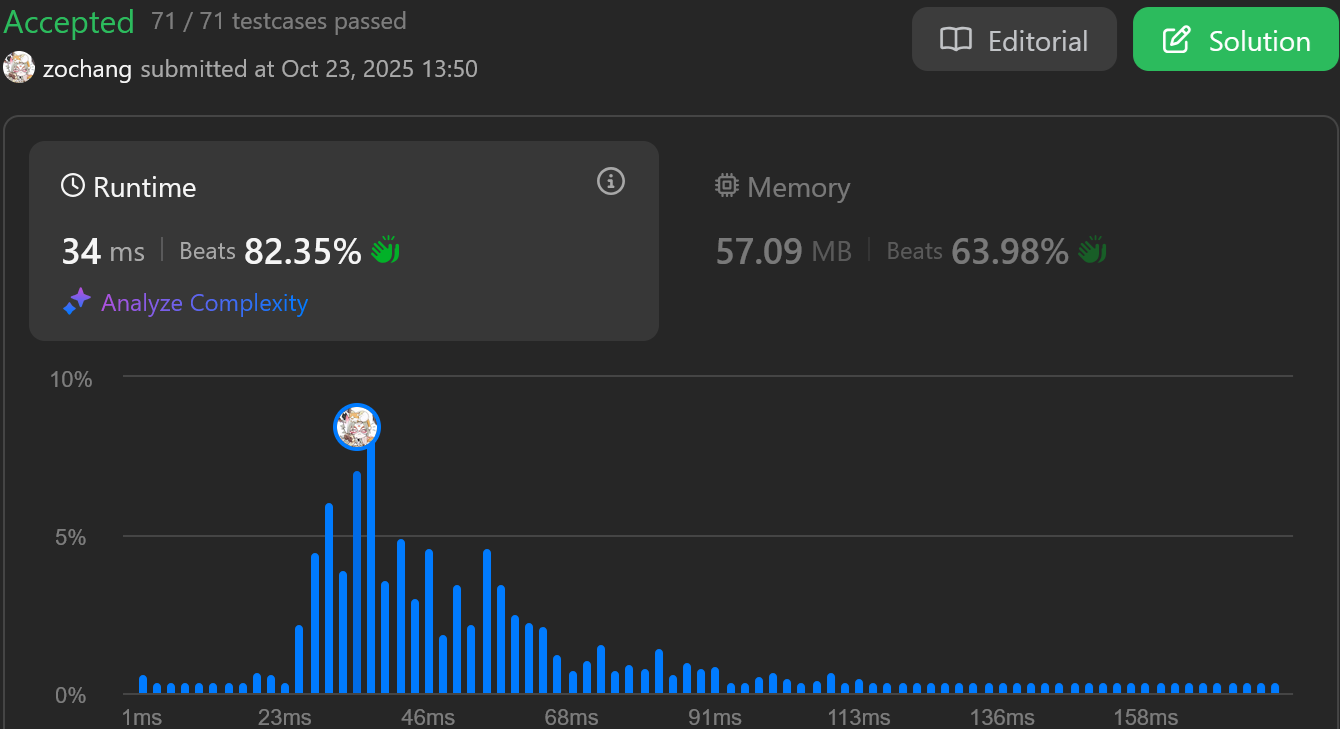 Accepted 71 / 71 testcases passed
Editorial
Solution
zochang submitted at Oct 23, 2025 13:50
Runtime
34 ms Beats 82.35%
Analyze Complexity
Memory
57.09 MB Beats 63.98%
10%
5%
0%
1ms 23ms 46ms 68ms 91ms 113ms 136ms 158ms